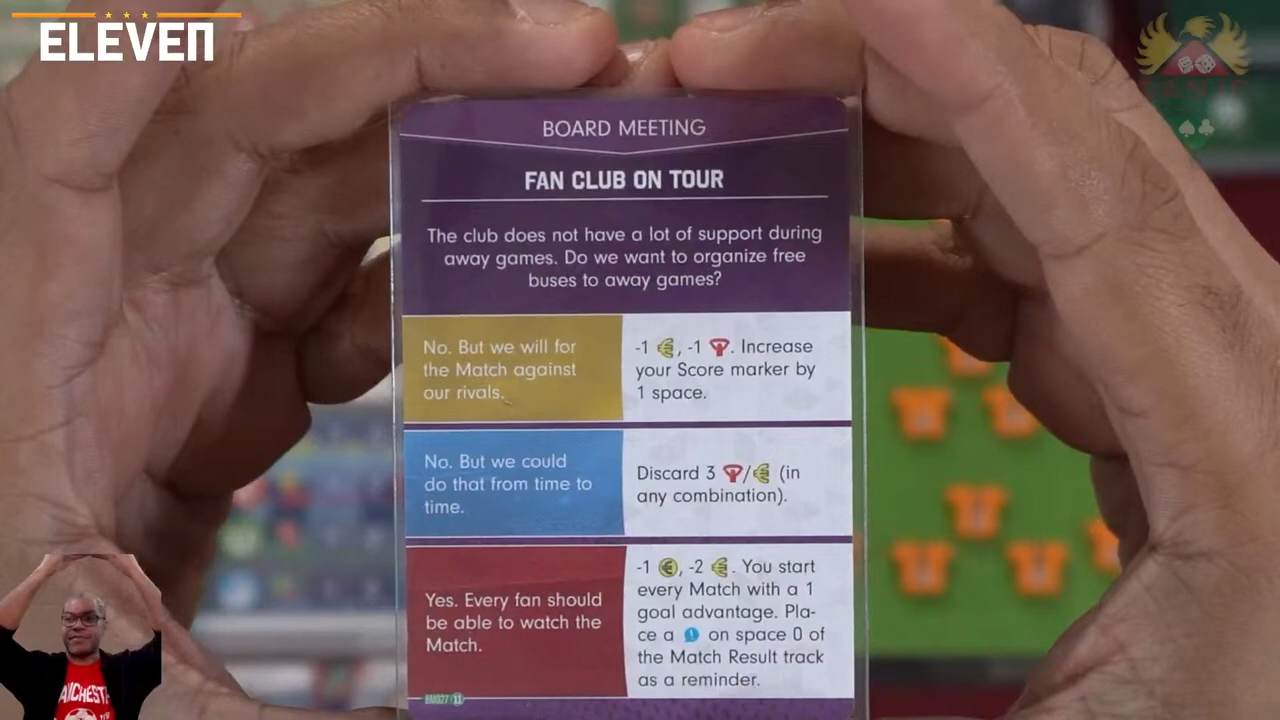 ELEVEN
BOARD MEETING
FAN CLUB ON TOUR
The club does not have a lot of support during
away games. Do we want to organize free
buses to away games?
No. But we will for
the Match against
our rivals.
-1 , -1 . Increase
your Score marker by
1 space.
No. But we could
do that from time to
time.
Discard 3 / (in
any combination).
Yes. Every fan should
be able to watch the
Match.
-1 , -2 . You start
every Match with a 1
goal advantage. Pla-
ce a on space 0 of
the Match Result track
as a reminder.
BM027 11